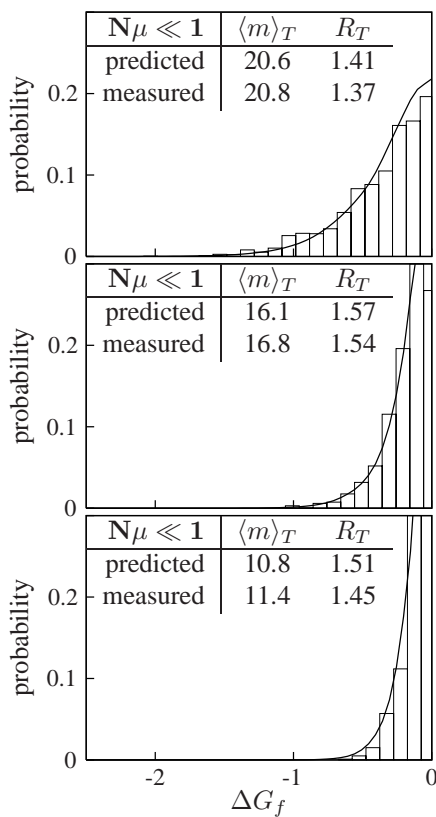 Nμ ≪ 1 ⟨m⟩_T R_T
predicted 20.6 1.41
measured 20.8 1.37
0.2
0.1
0
probability
Nμ ≪ 1 ⟨m⟩_T R_T
predicted 16.1 1.57
measured 16.8 1.54
0.2
0.1
0
probability
Nμ ≪ 1 ⟨m⟩_T R_T
predicted 10.8 1.51
measured 11.4 1.45
0.2
0.1
0
probability
-2 -1 0
ΔG_f